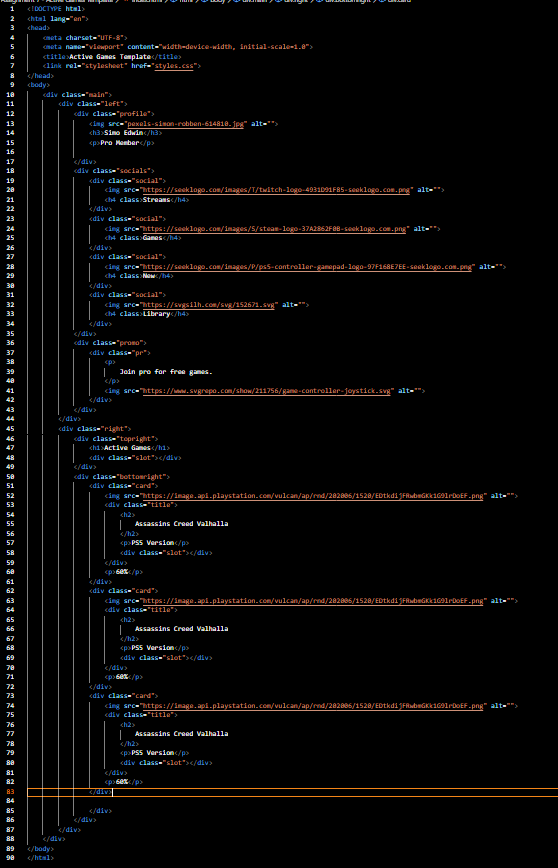 1 <!DOCTYPE html>
2 <html lang="en">
3 <head>
4 <meta charset="UTF-8">
5 <meta name="viewport" content="width=device-width, initial-scale=1.0">
6 <title>Active Games Template</title>
7 <link rel="stylesheet" href="styles.css">
8 </head>
9 <body>
10 <div class="main">
11 <div class="left">
12 <div class="profile">
13 <img src="pexels-simon-robben-614810.jpg" alt="">
14 <h3>Simo Edwin</h3>
15 <p>Pro Member</p>
16
17 </div>
18 <div class="socials">
19 <div class="social">
20 <img src="https://seeklogo.com/images/T/twitch-logo-4931D91F85-seeklogo.com.png" alt="">
21 <h4 class>Streams</h4>
22 </div>
23 <div class="social">
24 <img src="https://seeklogo.com/images/S/steam-logo-37A2862F0B-seeklogo.com.png" alt="">
25 <h4 class>Games</h4>
26 </div>
27 <div class="social">
28 <img src="https://seeklogo.com/images/P/ps5-controller-gamepad-logo-97F168E7EE-seeklogo.com.png" alt="">
29 <h4 class>New</h4>
30 </div>
31 <div class="social">
32 <img src="https://svgsilh.com/svg/152671.svg" alt="">
33 <h4 class>Library</h4>
34 </div>
35 </div>
36 <div class="promo">
37 <div class="pr">
38 <p>
39 Join pro for free games.
40 </p>
41 <img src="https://www.svgrepo.com/show/211756/game-controller-joystick.svg" alt="">
42 </div>
43 </div>
44 </div>
45 <div class="right">
46 <div class="topright">
47 <h1>Active Games</h1>
48 <div class="slot"></div>
49 </div>
50 <div class="bottomright">
51 <div class="card">
52 <img src="https://image.api.playstation.com/vulcan/ap/rnd/202006/1520/EDtkdijFRwbmGKk1G9lrDoEF.png" alt="">
53 <div class="title">
54 <h2>
55 Assassins Creed Valhalla
56 </h2>
57 <p>PS5 Version</p>
58 <div class="slot"></div>
59 </div>
60 <p>60%</p>
61 </div>
62 <div class="card">
63 <img src="https://image.api.playstation.com/vulcan/ap/rnd/202006/1520/EDtkdijFRwbmGKk1G9lrDoEF.png" alt="">
64 <div class="title">
65 <h2>
66 Assassins Creed Valhalla
67 </h2>
68 <p>PS5 Version</p>
69 <div class="slot"></div>
70 </div>
71 <p>60%</p>
72 </div>
73 <div class="card">
74 <img src="https://image.api.playstation.com/vulcan/ap/rnd/202006/1520/EDtkdijFRwbmGKk1G9lrDoEF.png" alt="">
75 <div class="title">
76 <h2>
77 Assassins Creed Valhalla
78 </h2>
79 <p>PS5 Version</p>
80 <div class="slot"></div>
81 </div>
82 <p>60%</p>
83 </div>
84
85 </div>
86 </div>
87 </div>
88 </div>
89 </body>
90 </html>